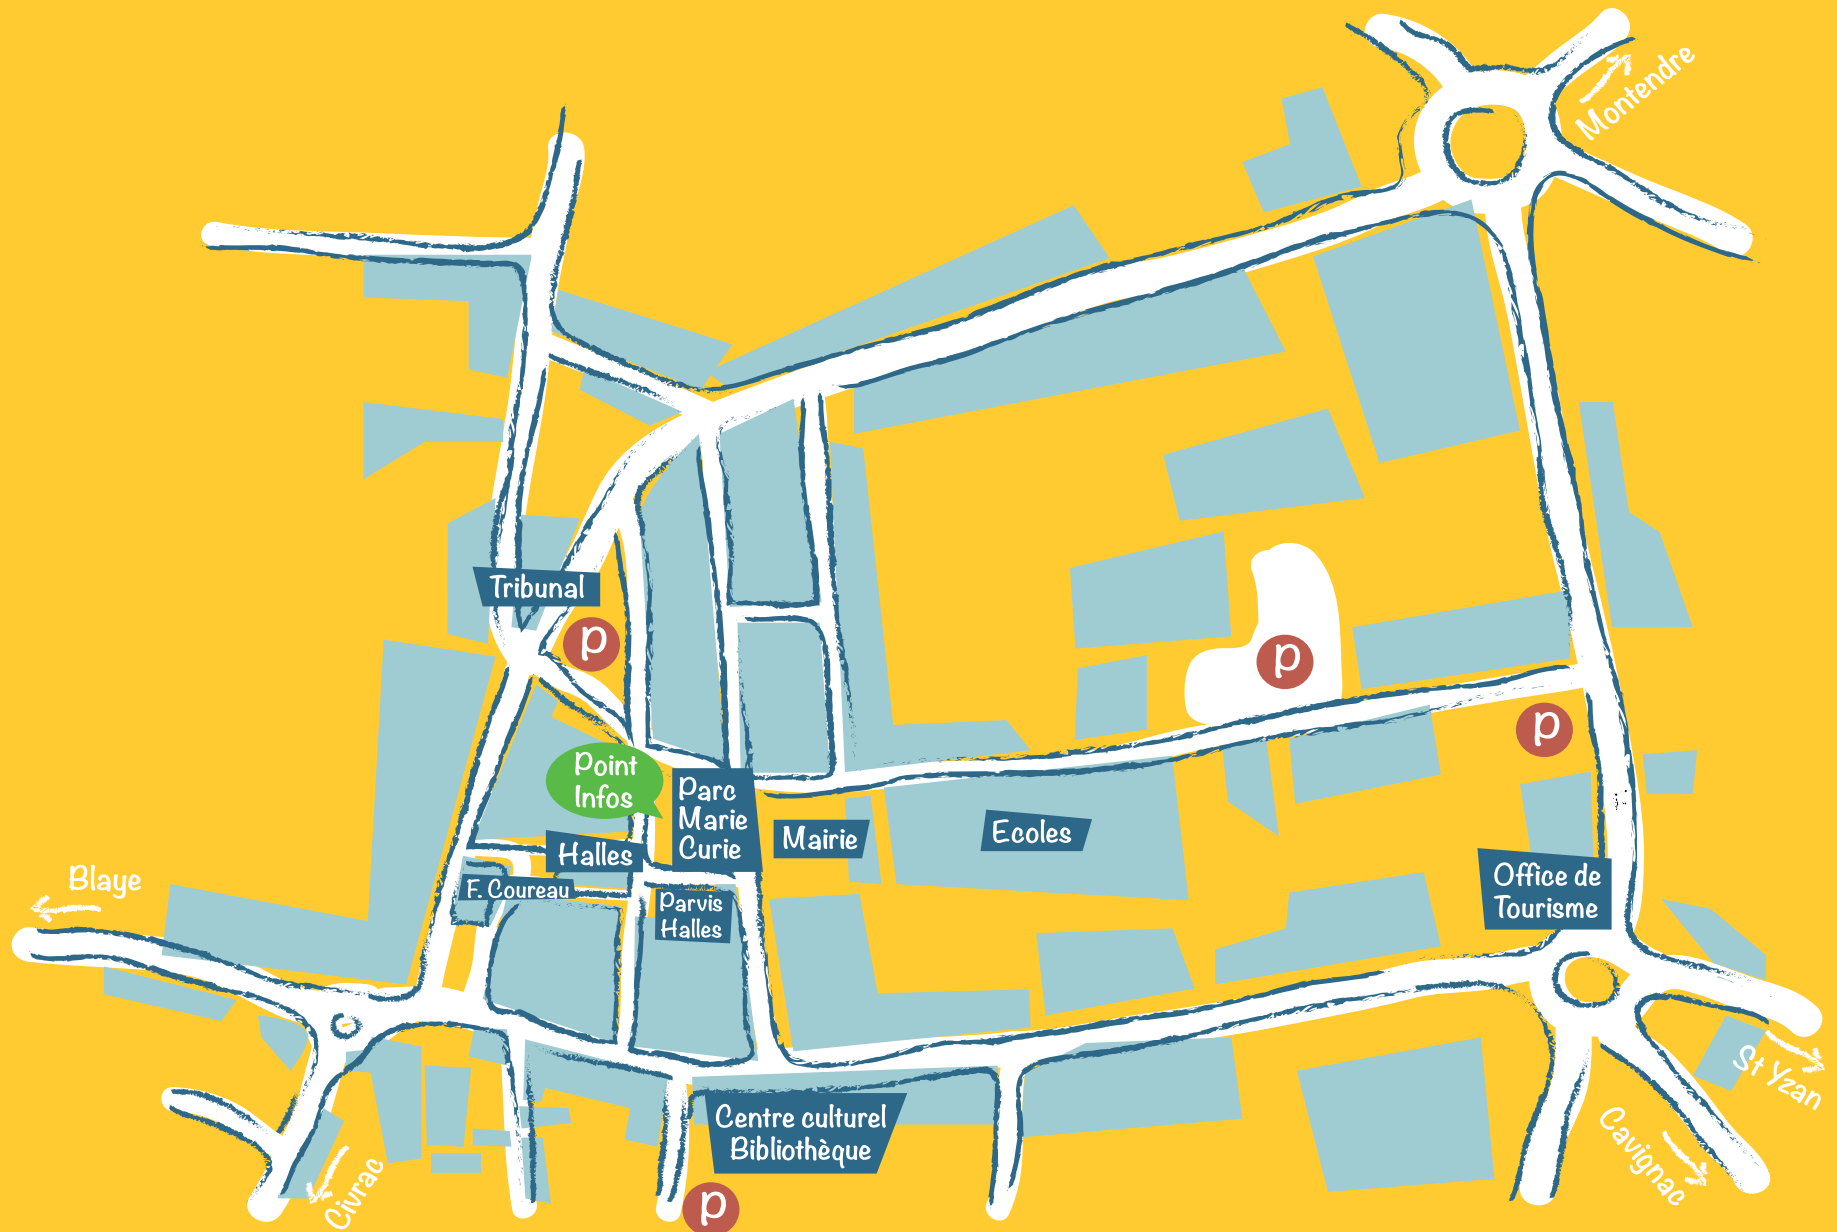 Montendre
Tribunal
P
P
P
Point
Infos
Parc
Marie
Curie
Mairie
Ecoles
Halles
F. Coureau
Parvis
Halles
Blaye
Office de
Tourisme
St Yzan
Cavignac
Centre culturel
Bibliothèque
Civrac
P